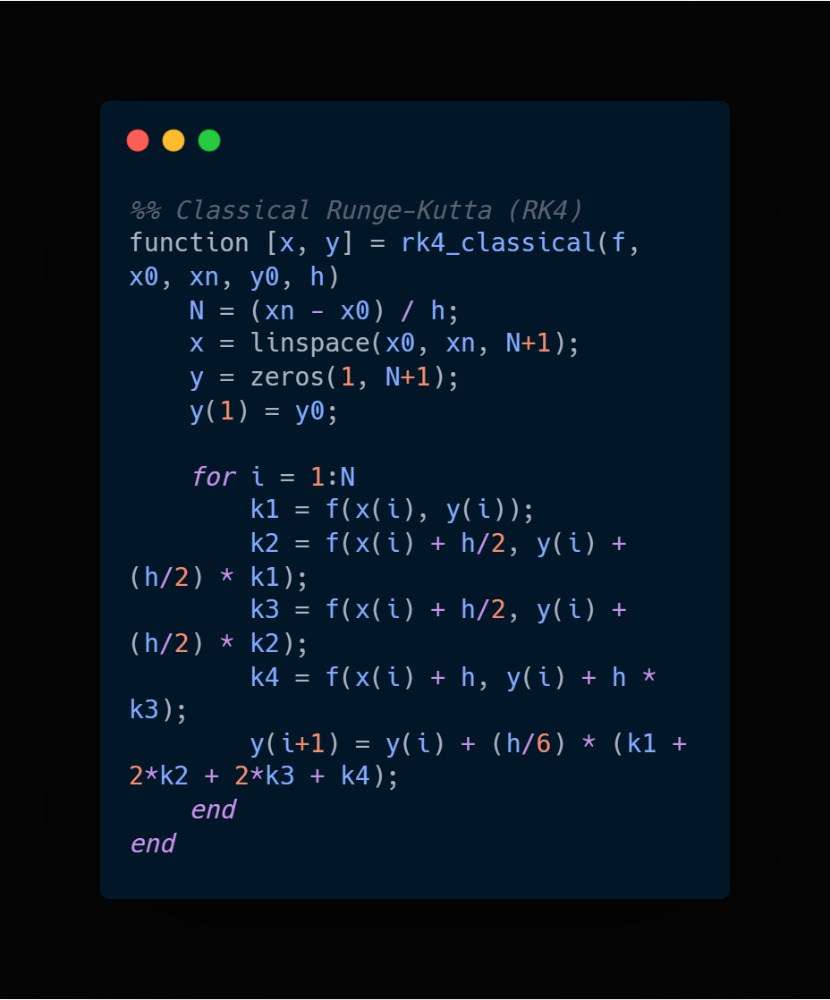 %% Classical Runge-Kutta (RK4)
function [x, y] = rk4_classical(f,
x0, xn, y0, h)
    N = (xn - x0) / h;
    x = linspace(x0, xn, N+1);
    y = zeros(1, N+1);
    y(1) = y0;

    for i = 1:N
        k1 = f(x(i), y(i));
        k2 = f(x(i) + h/2, y(i) +
(h/2) * k1);
        k3 = f(x(i) + h/2, y(i) +
(h/2) * k2);
        k4 = f(x(i) + h, y(i) + h *
k3);
        y(i+1) = y(i) + (h/6) * (k1 +
2*k2 + 2*k3 + k4);
    end
end